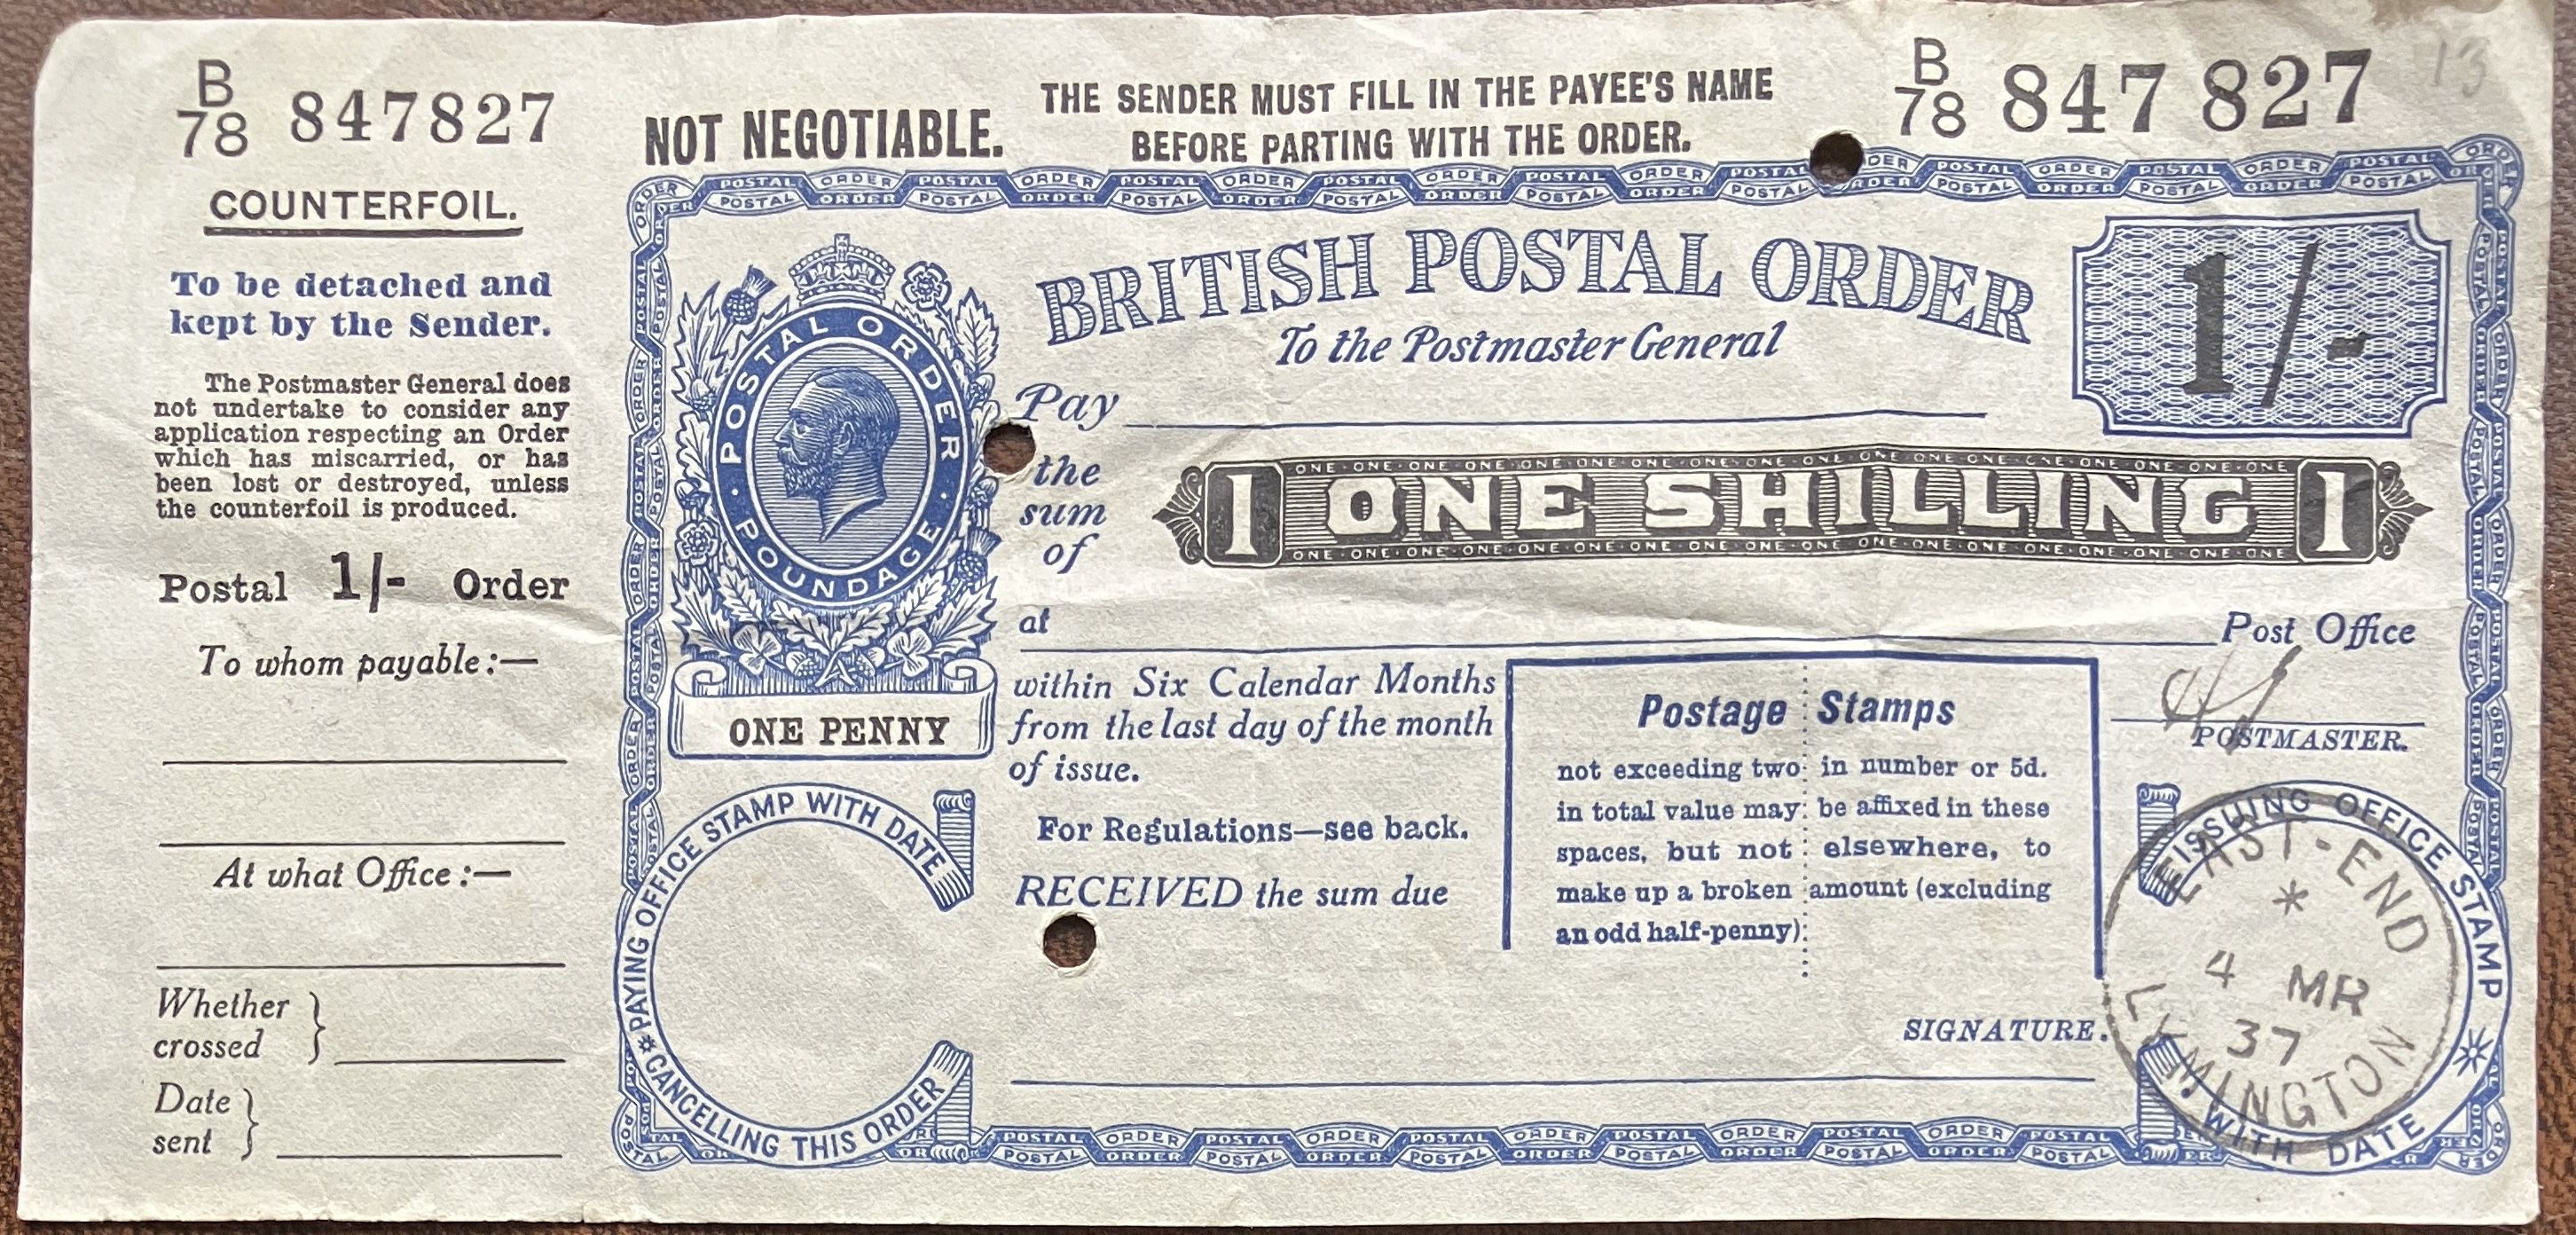 B
78 847827
COUNTERFOIL.
To be detached and
kept by the Sender.
The Postmaster General does
not undertake to consider any
application respecting an Order
which has miscarried, or has
been lost or destroyed, unless
the counterfoil is produced.
Postal 1/- Order
To whom payable:—
At what Office:—
Whether
crossed
Date
sent
NOT NEGOTIABLE.
THE SENDER MUST FILL IN THE PAYEE'S NAME
BEFORE PARTING WITH THE ORDER.
B
78 847 827
13
BRITISH POSTAL ORDER
To the Postmaster General
1/-
POSTAL ORDER
· POUNDAGE ·
ONE PENNY
Pay
the
sum
of
1 ONE SHILLING 1
at Post Office
within Six Calendar Months
from the last day of the month
of issue.
For Regulations—see back.
RECEIVED the sum due
Postage Stamps
not exceeding two in number or 5d.
in total value may be affixed in these
spaces, but not elsewhere, to
make up a broken amount (excluding
an odd half-penny)
POSTMASTER.
SIGNATURE.
PAYING OFFICE STAMP WITH DATE
CANCELLING THIS ORDER
ISSUING OFFICE STAMP
WITH DATE
EAST-END
*
4 MR
37
LYMINGTON